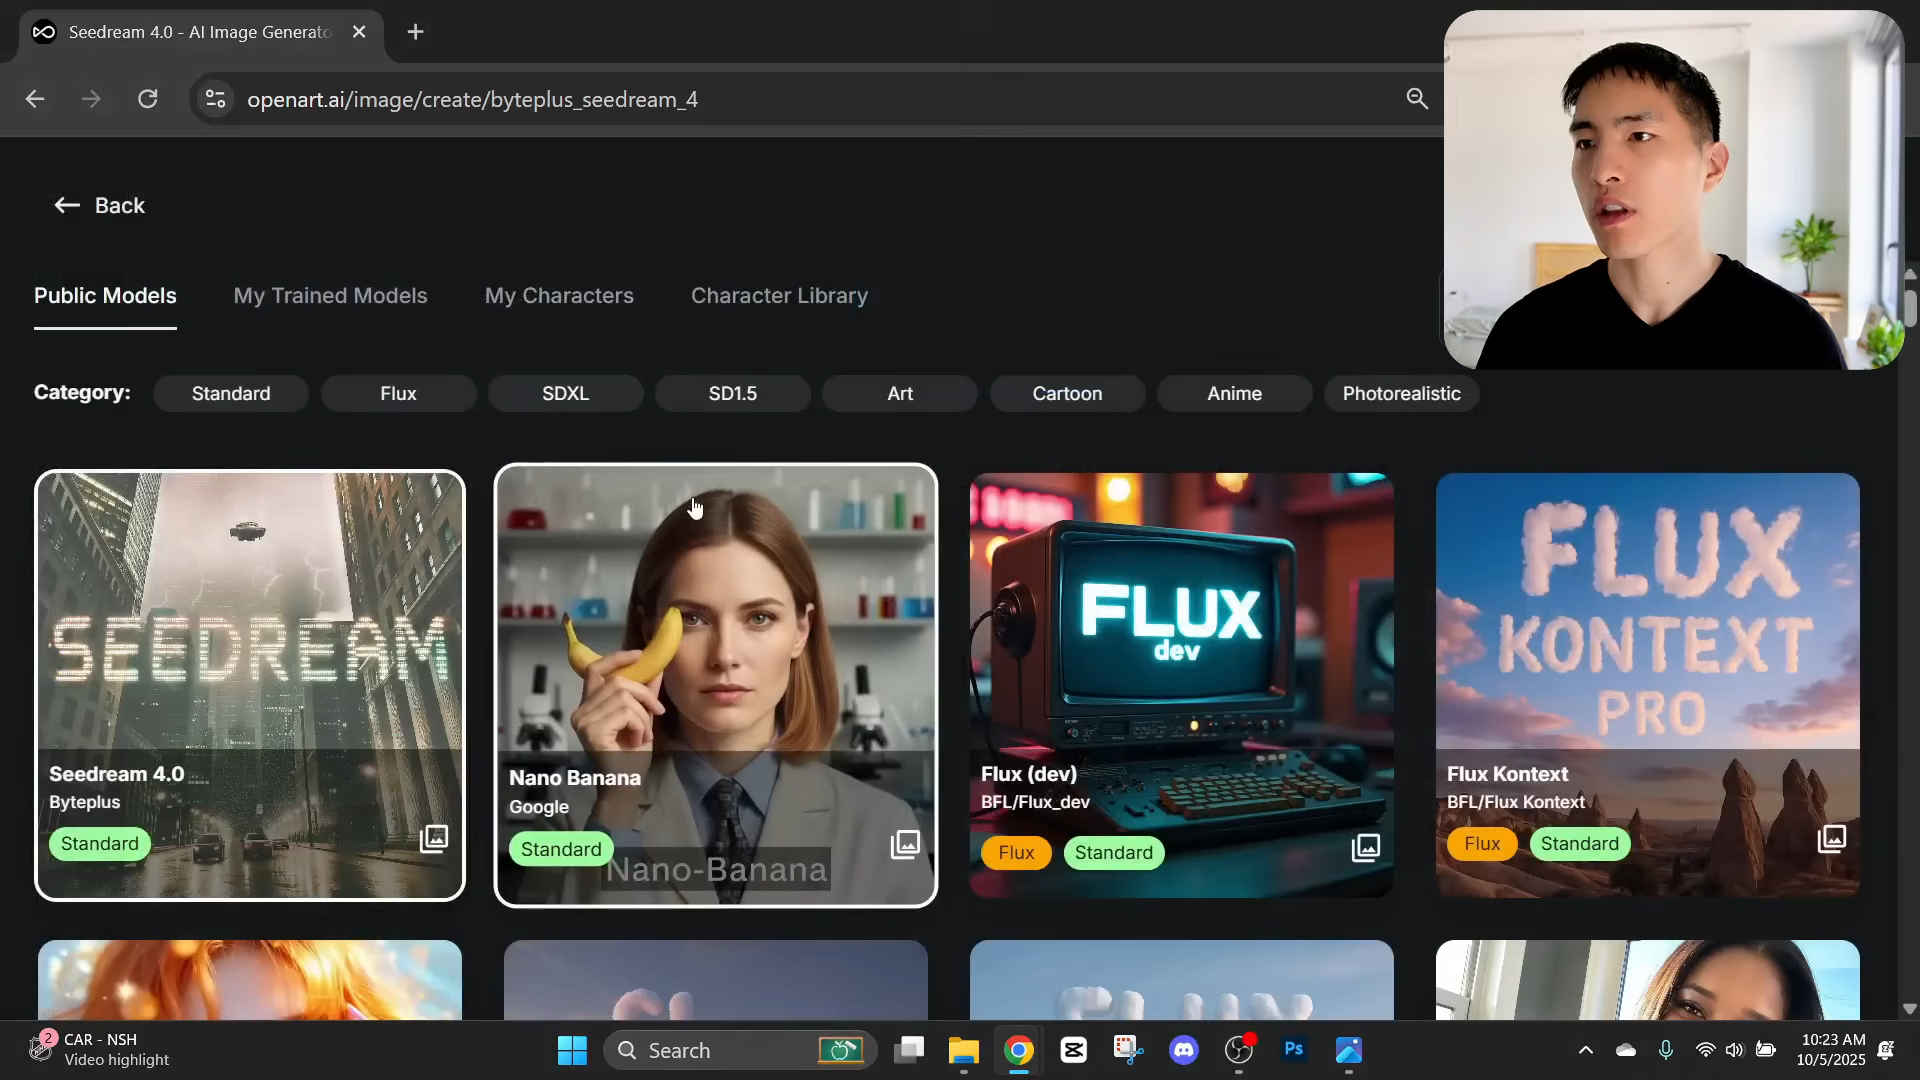 Seedream 4.0 - AI Image Generato
openart.ai/image/create/byteplus_seedream_4
Back
Public Models
My Trained Models
My Characters
Character Library
Category:
Standard
Flux
SDXL
SD1.5
Art
Cartoon
Anime
Photorealistic
SEEDREAM
Seedream 4.0
Byteplus
Standard
Nano Banana
Google
Standard
Nano-Banana
FLUX
dev
Flux (dev)
BFL/Flux_dev
Flux
Standard
FLUX
KONTEXT
PRO
Flux Kontext
BFL/Flux Kontext
Flux
Standard
2
CAR - NSH
Video highlight
Search
Ps
10:23 AM
10/5/2025